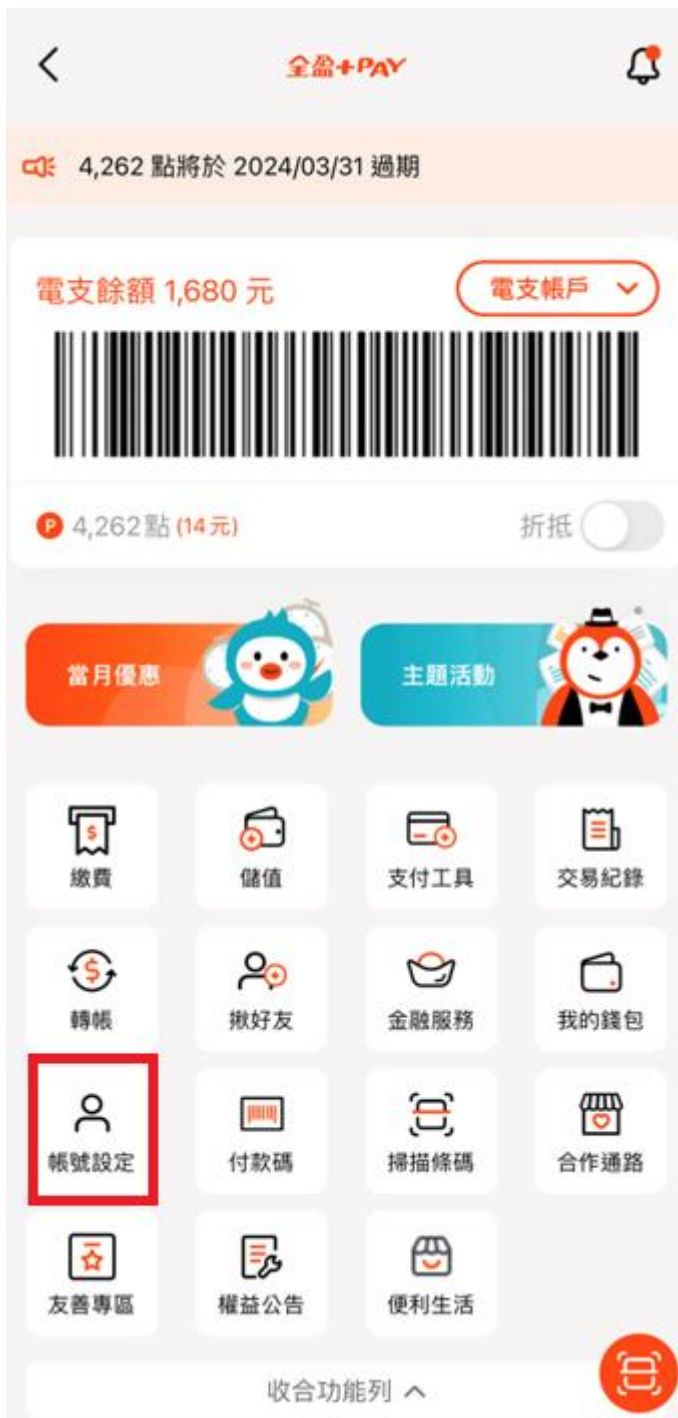 全盈+PAY
4,262 點將於 2024/03/31 過期
電支餘額 1,680 元
電支帳戶
P 4,262點 (14元)
折抵
當月優惠
主題活動
繳費
儲值
支付工具
交易紀錄
轉帳
揪好友
金融服務
我的錢包
帳號設定
付款碼
掃描條碼
合作通路
友善專區
權益公告
便利生活
收合功能列